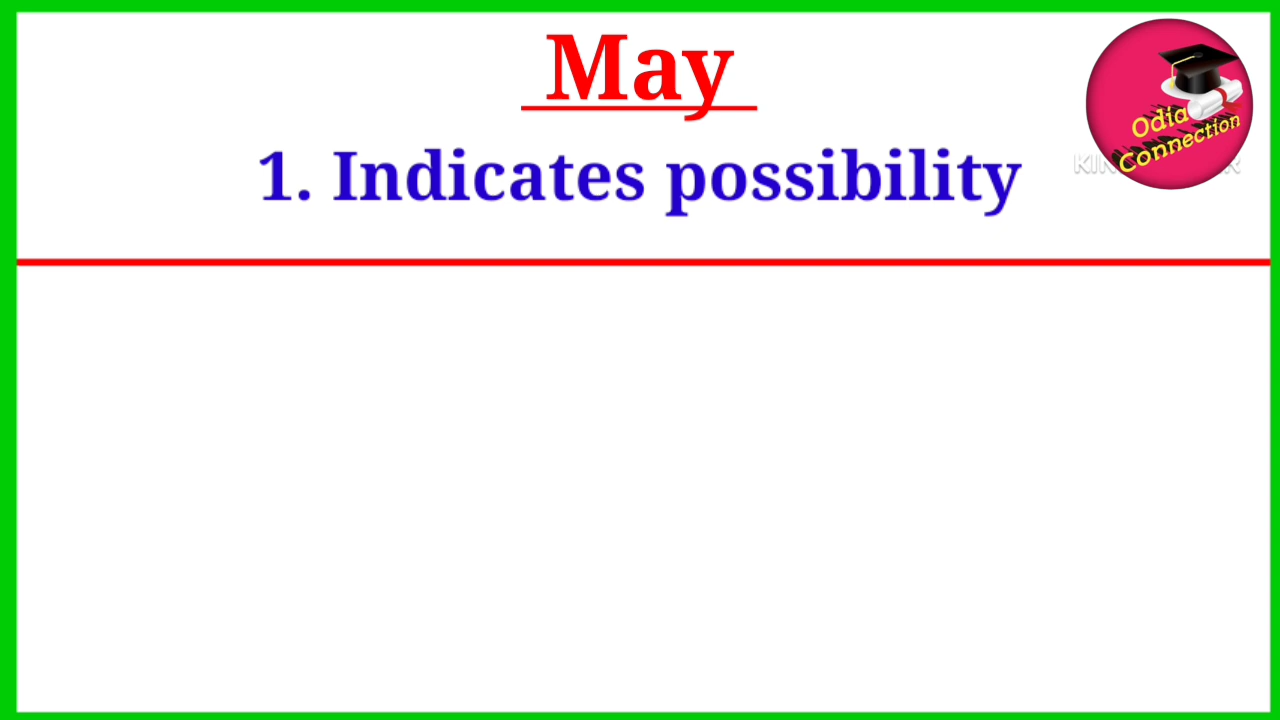 May
1. Indicates possibility
Odia
Connection